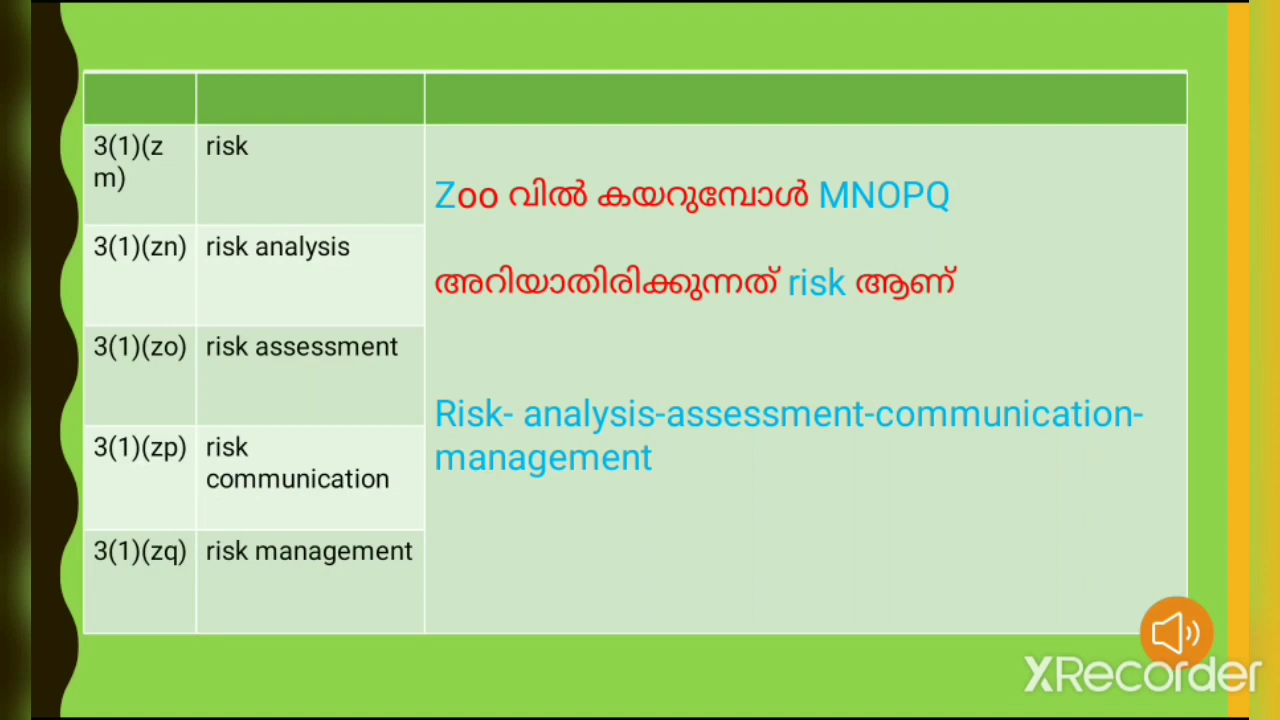 3(1)(z
m)
risk
3(1)(zn)
risk analysis
3(1)(zo)
risk assessment
3(1)(zp)
risk
communication
3(1)(zq)
risk management
Zoo വിൽ കയറുമ്പോൾ MNOPQ
അറിയാതിരിക്കുന്നത് risk ആണ്
Risk- analysis-assessment-communication-
management
XRecorder